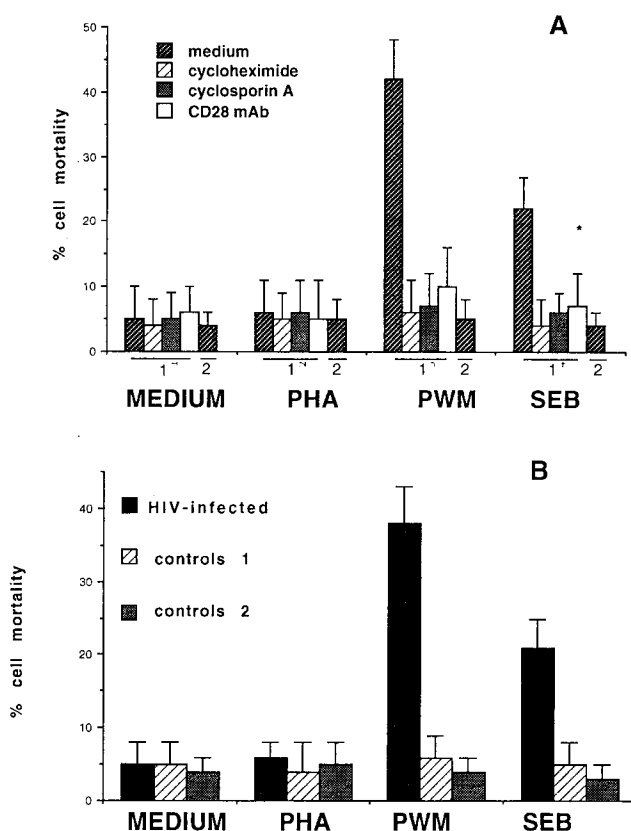 A
50
medium
cycloheximide
cyclosporin A
CD28 mAb
40
30
20
10
0
% cell mortality
*
1 2 1 2 1 2 1 2
MEDIUM PHA PWM SEB
B
40
HIV-infected
controls 1
controls 2
30
20
10
0
% cell mortality
MEDIUM PHA PWM SEB